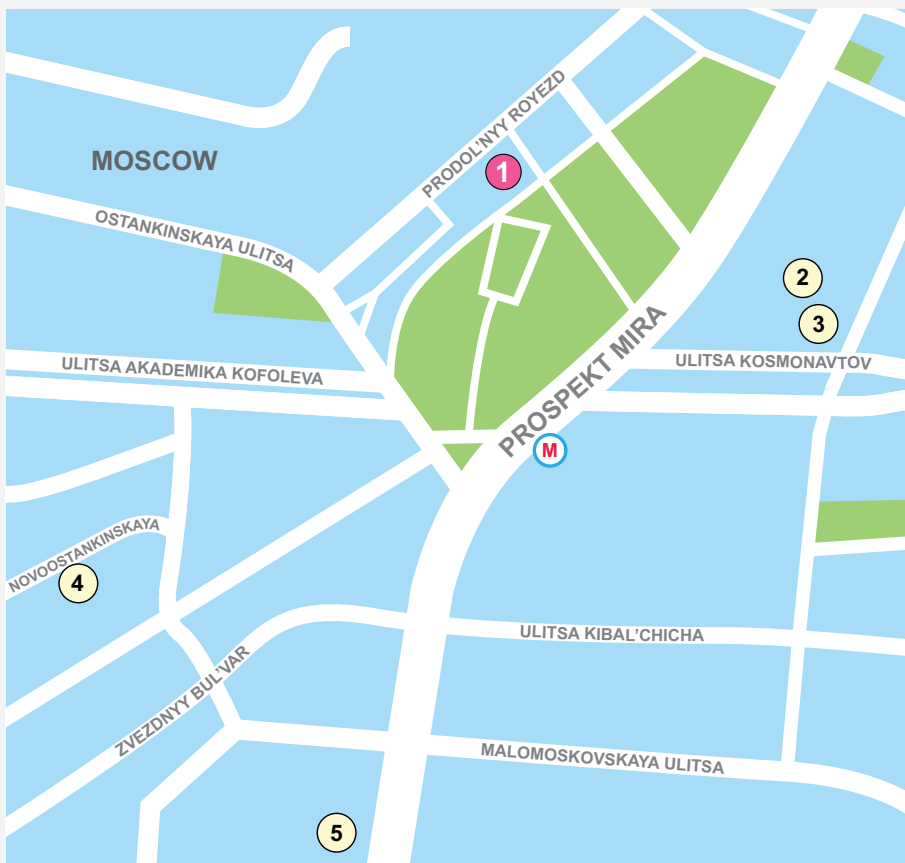 PRODOL'NYY ROYEZD
MOSCOW
1
OSTANKINSKAYA ULITSA
2
3
PROSPEKT MIRA
ULITSA AKADEMIKA KOFOLEVA
ULITSA KOSMONAVTOV
M
NOVOOSTANKINSKAYA
4
ULITSA KIBAL'CHICHA
ZVEZDNYY BUL'VAR
MALOMOSKOVSKAYA ULITSA
5